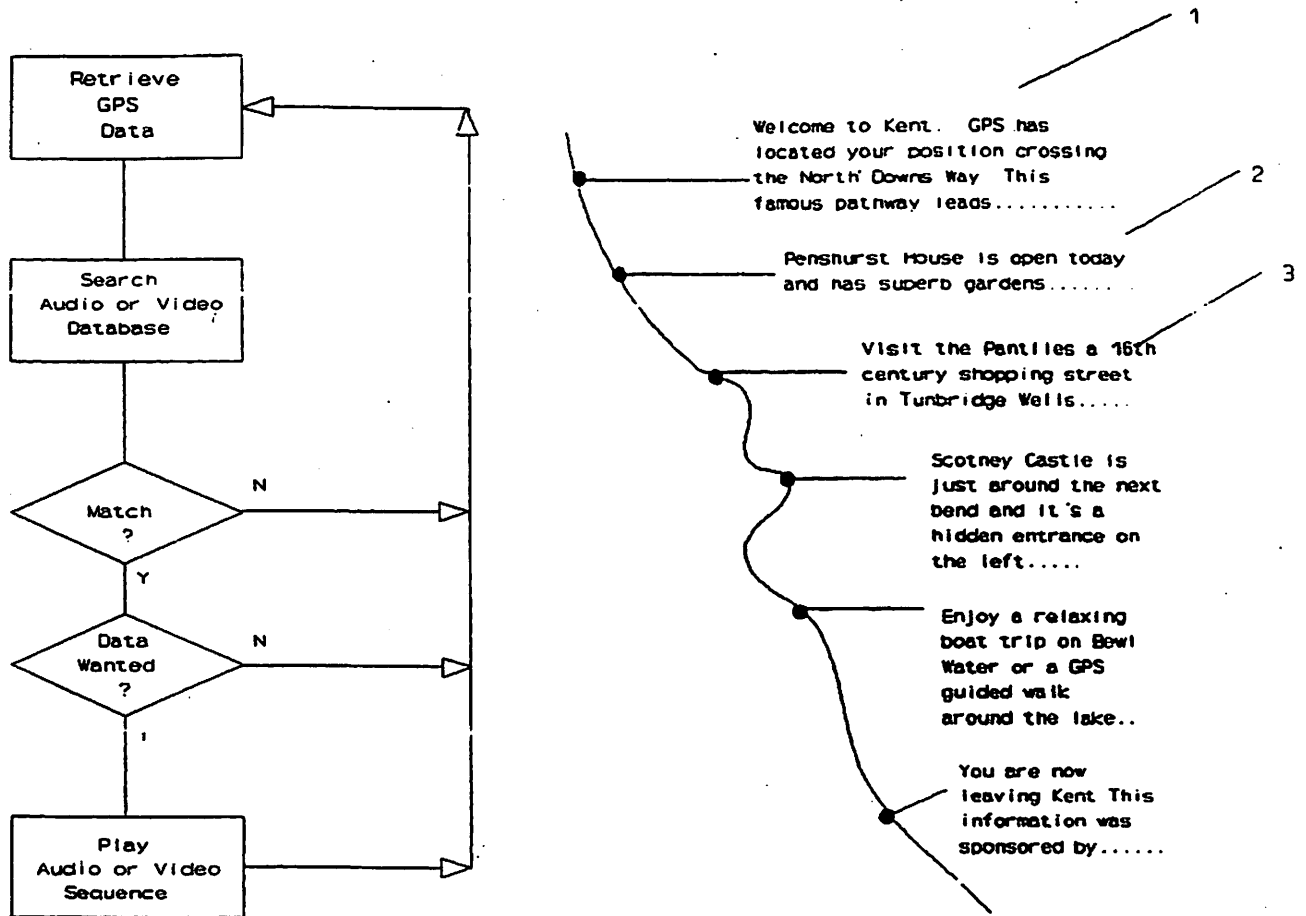 Retrieve
GPS
Data
Search
Audio or Video
Database
Match
?
N
Y
Data
Wanted
?
N
Play
Audio or Video
Sequence
1
Welcome to Kent. GPS has
located your position crossing
the North Downs Way This
famous pathway leads...........
2
Penshurst House is open today
and has superb gardens......
3
Visit the Pantiles a 16th
century shopping street
in Tunbridge Wells.....
Scotney Castle is
just around the next
bend and it's a
hidden entrance on
the left.....
Enjoy a relaxing
boat trip on Bewl
Water or a GPS
guided walk
around the lake..
You are now
leaving Kent This
information was
sponsored by......